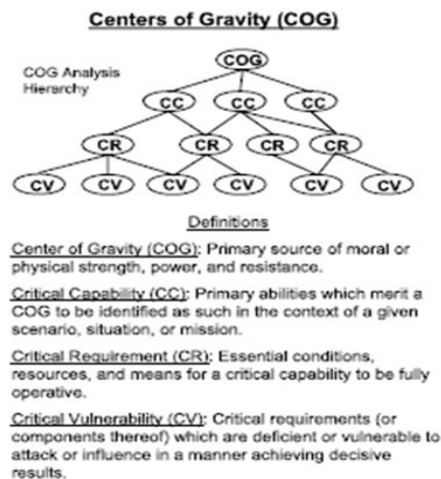 Centers of Gravity (COG)
COG Analysis
Hierarchy
COG
CC CC CC
CR CR CR CR
CV CV CV CV CV CV
Definitions
Center of Gravity (COG): Primary source of moral or
physical strength, power, and resistance.
Critical Capability (CC): Primary abilities which merit a
COG to be identified as such in the context of a given
scenario, situation, or mission.
Critical Requirement (CR): Essential conditions,
resources, and means for a critical capability to be fully
operative.
Critical Vulnerability (CV): Critical requirements (or
components thereof) which are deficient or vulnerable to
attack or influence in a manner achieving decisive
results.